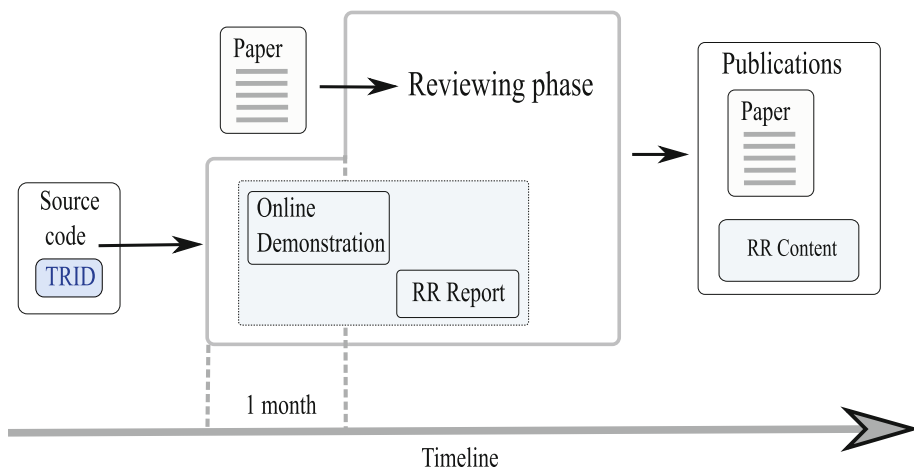 Paper
Reviewing phase
Publications
Paper
Source
code
TRID
Online
Demonstration
RR Report
RR Content
1 month
Timeline